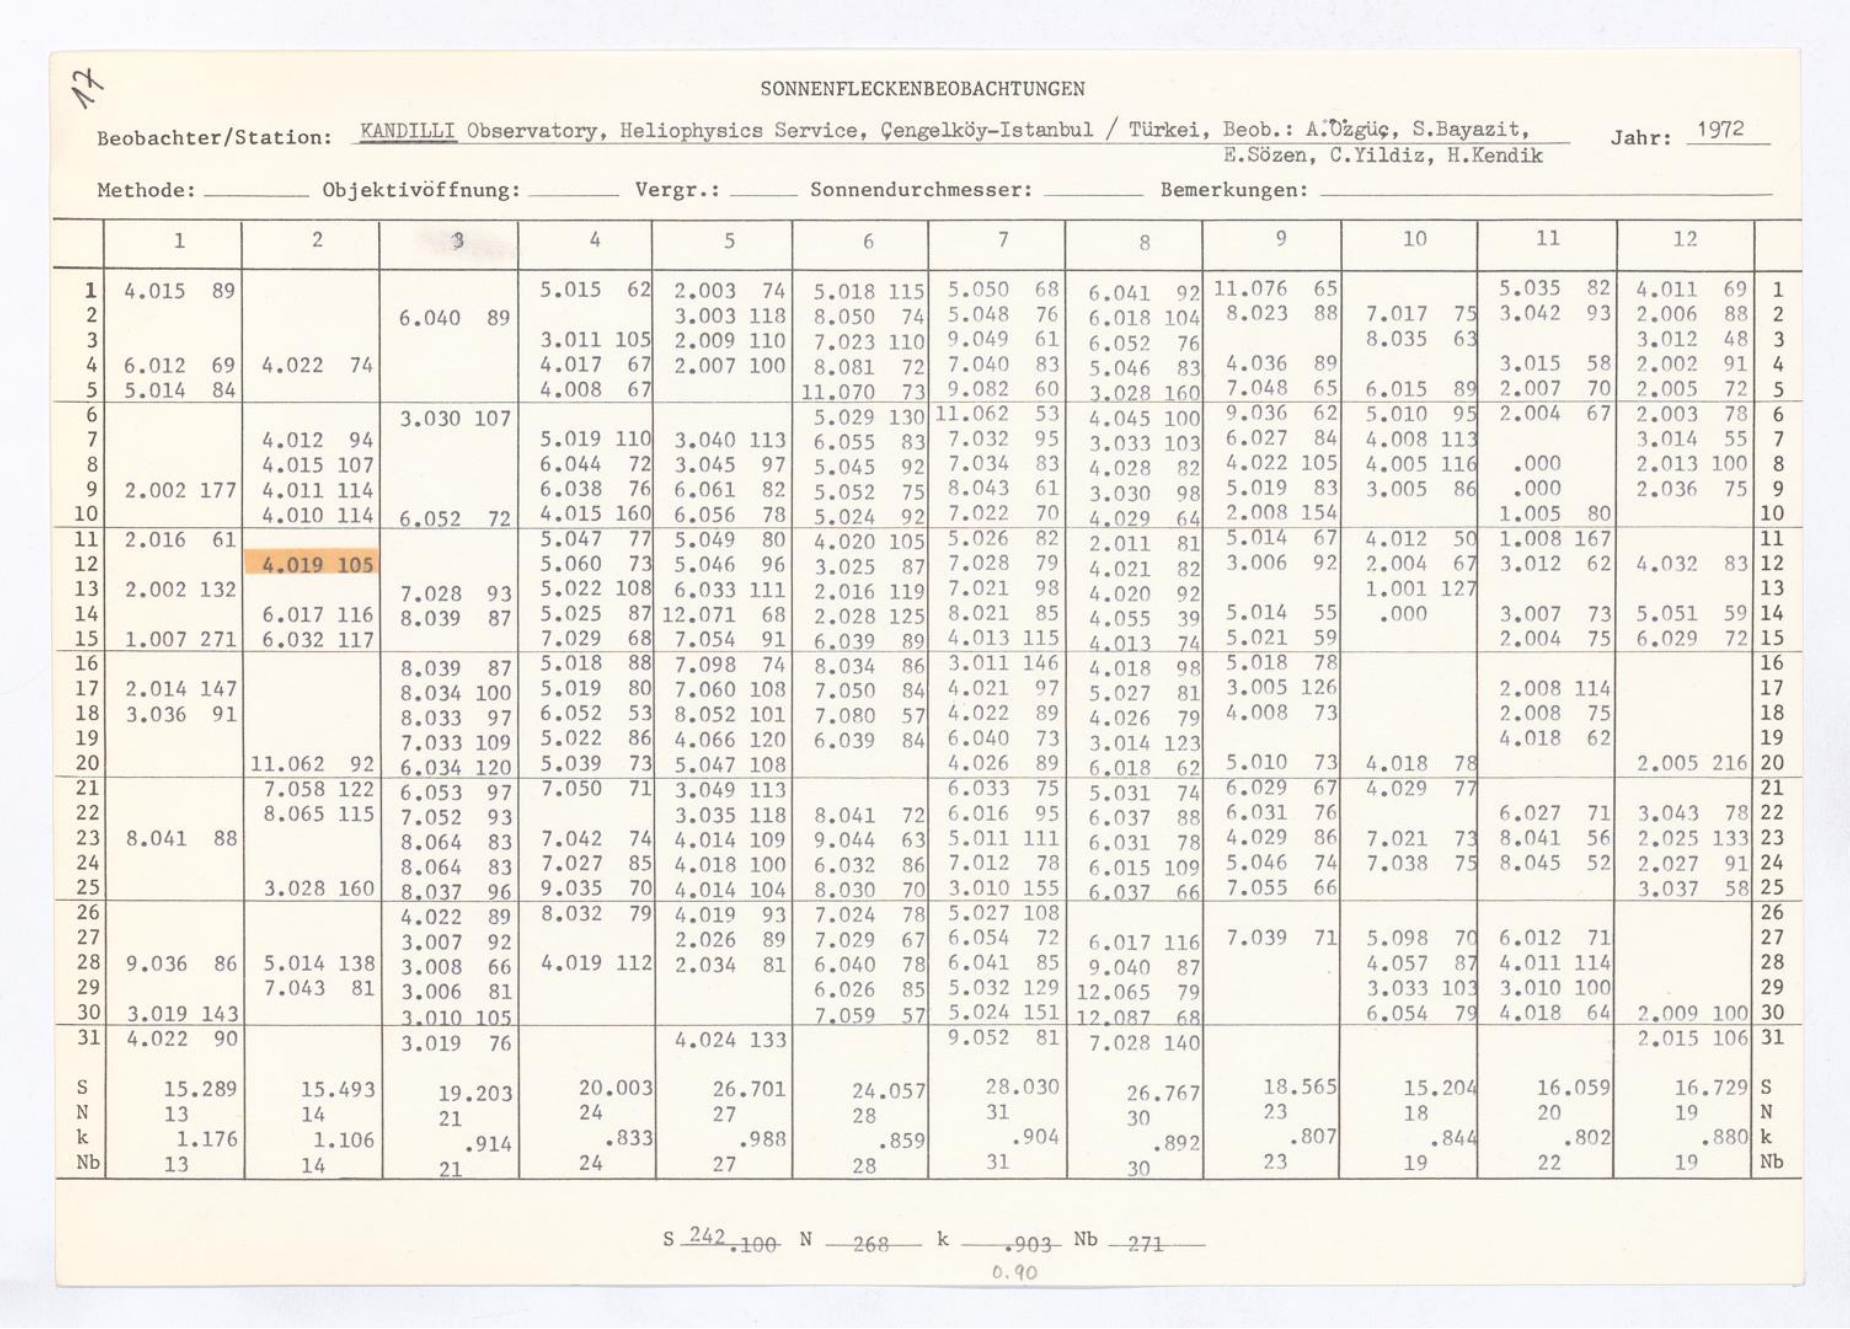 17
SONNENFLECKENBEOBACHTUNGEN
Beobachter/Station: KANDILLI Observatory, Heliophysics Service, Çengelköy-Istanbul / Türkei, Beob.: A.Özgüç, S.Bayazit, Jahr: 1972
E.Sözen, C.Yildiz, H.Kendik
Methode: Objektivöffnung: Vergr.: Sonnendurchmesser: Bemerkungen:
1 2 3 4 5 6 7 8 9 10 11 12
1 4.015 89 5.015 62 2.003 74 5.018 115 5.050 68 6.041 92 11.076 65 5.035 82 4.011 69 1
2 6.040 89 3.003 118 8.050 74 5.048 76 6.018 104 8.023 88 7.017 75 3.042 93 2.006 88 2
3 3.011 105 2.009 110 7.023 110 9.049 61 6.052 76 8.035 63 3.012 48 3
4 6.012 69 4.022 74 4.017 67 2.007 100 8.081 72 7.040 83 5.046 83 4.036 89 3.015 58 2.002 91 4
5 5.014 84 4.008 67 11.070 73 9.082 60 3.028 160 7.048 65 6.015 89 2.007 70 2.005 72 5
6 3.030 107 5.029 130 11.062 53 4.045 100 9.036 62 5.010 95 2.004 67 2.003 78 6
7 4.012 94 5.019 110 3.040 113 6.055 83 7.032 95 3.033 103 6.027 84 4.008 113 3.014 55 7
8 4.015 107 6.044 72 3.045 97 5.045 92 7.034 83 4.028 82 4.022 105 4.005 116 .000 2.013 100 8
9 2.002 177 4.011 114 6.038 76 6.061 82 5.052 75 8.043 61 3.030 98 5.019 83 3.005 86 .000 2.036 75 9
10 4.010 114 6.052 72 4.015 160 6.056 78 5.024 92 7.022 70 4.029 64 2.008 154 1.005 80 10
11 2.016 61 5.047 77 5.049 80 4.020 105 5.026 82 2.011 81 5.014 67 4.012 50 1.008 167 11
12 4.019 105 5.060 73 5.046 96 3.025 87 7.028 79 4.021 82 3.006 92 2.004 67 3.012 62 4.032 83 12
13 2.002 132 7.028 93 5.022 108 6.033 111 2.016 119 7.021 98 4.020 92 1.001 127 13
14 6.017 116 8.039 87 5.025 87 12.071 68 2.028 125 8.021 85 4.055 39 5.014 55 .000 3.007 73 5.051 59 14
15 1.007 271 6.032 117 7.029 68 7.054 91 6.039 89 4.013 115 4.013 74 5.021 59 2.004 75 6.029 72 15
16 8.039 87 5.018 88 7.098 74 8.034 86 3.011 146 4.018 98 5.018 78 16
17 2.014 147 8.034 100 5.019 80 7.060 108 7.050 84 4.021 97 5.027 81 3.005 126 2.008 114 17
18 3.036 91 8.033 97 6.052 53 8.052 101 7.080 57 4.022 89 4.026 79 4.008 73 2.008 75 18
19 7.033 109 5.022 86 4.066 120 6.039 84 6.040 73 3.014 123 4.018 62 19
20 11.062 92 6.034 120 5.039 73 5.047 108 4.026 89 6.018 62 5.010 73 4.018 78 2.005 216 20
21 7.058 122 6.053 97 7.050 71 3.049 113 6.033 75 5.031 74 6.029 67 4.029 77 21
22 8.065 115 7.052 93 3.035 118 8.041 72 6.016 95 6.037 88 6.031 76 6.027 71 3.043 78 22
23 8.041 88 8.064 83 7.042 74 4.014 109 9.044 63 5.011 111 6.031 78 4.029 86 7.021 73 8.041 56 2.025 133 23
24 8.064 83 7.027 85 4.018 100 6.032 86 7.012 78 6.015 109 5.046 74 7.038 75 8.045 52 2.027 91 24
25 3.028 160 8.037 96 9.035 70 4.014 104 8.030 70 3.010 155 6.037 66 7.055 66 3.037 58 25
26 4.022 89 8.032 79 4.019 93 7.024 78 5.027 108 26
27 3.007 92 2.026 89 7.029 67 6.054 72 6.017 116 7.039 71 5.098 70 6.012 71 27
28 9.036 86 5.014 138 3.008 66 4.019 112 2.034 81 6.040 78 6.041 85 9.040 87 4.057 87 4.011 114 28
29 7.043 81 3.006 81 6.026 85 5.032 129 12.065 79 3.033 103 3.010 100 29
30 3.019 143 3.010 105 7.059 57 5.024 151 12.087 68 6.054 79 4.018 64 2.009 100 30
31 4.022 90 3.019 76 4.024 133 9.052 81 7.028 140 2.015 106 31
S 15.289 15.493 19.203 20.003 26.701 24.057 28.030 26.767 18.565 15.204 16.059 16.729 S
N 13 14 21 24 27 28 31 30 23 18 20 19 N
k 1.176 1.106 .914 .833 .988 .859 .904 .892 .807 .844 .802 .880 k
Nb 13 14 21 24 27 28 31 30 23 19 22 19 Nb
S 242.100 N 268 k .903 Nb 271
0.90